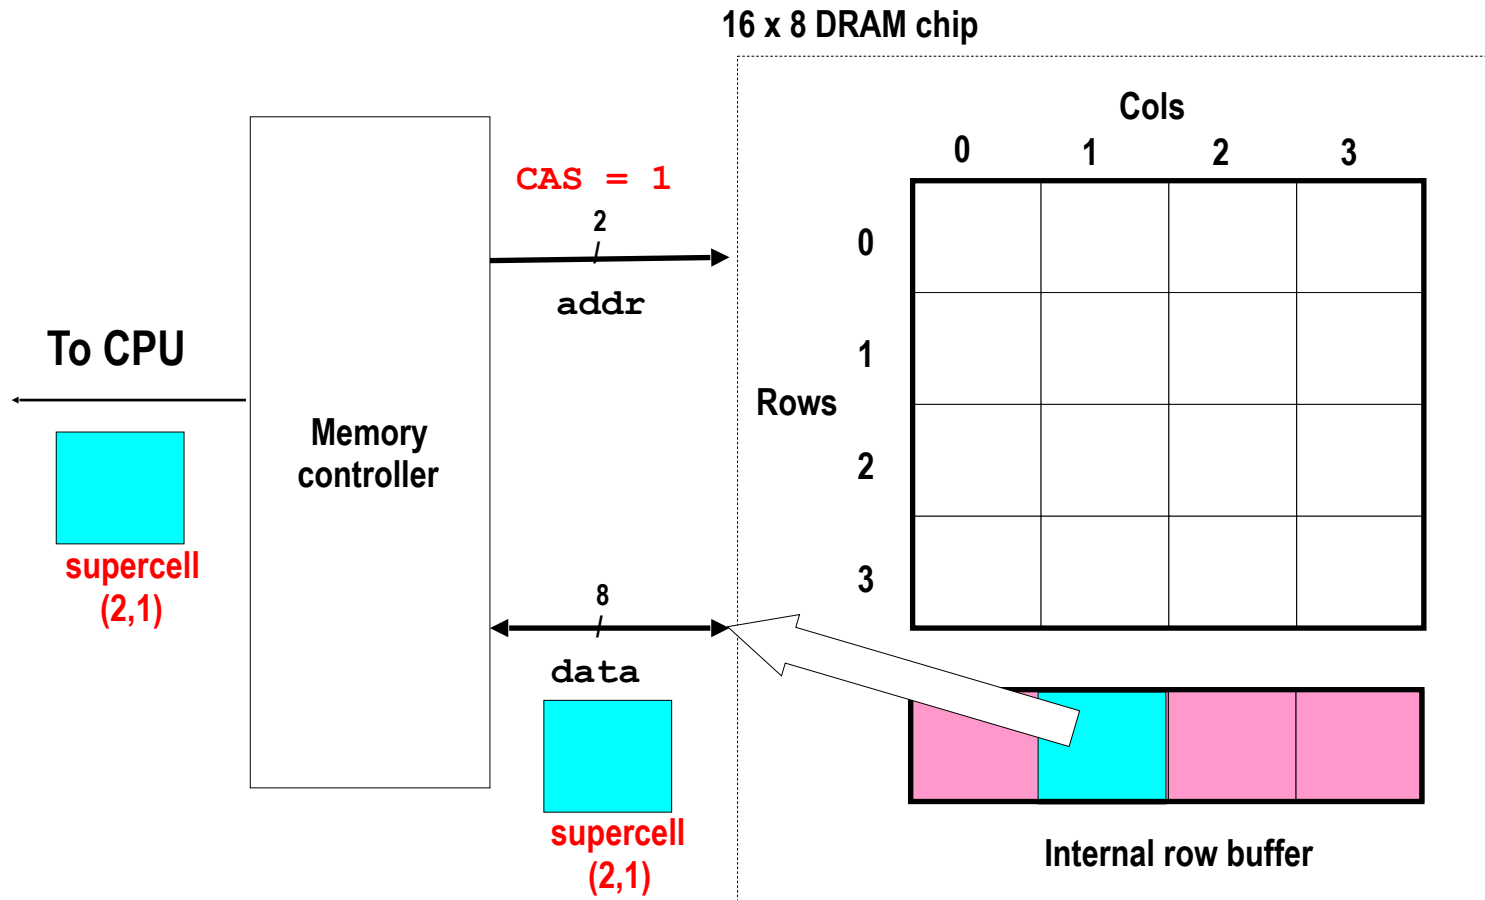 16 x 8 DRAM chip
Cols
0 1 2 3
CAS = 1
2
addr
0
1
2
3
Rows
To CPU
Memory
controller
supercell
(2,1)
8
data
supercell
(2,1)
Internal row buffer